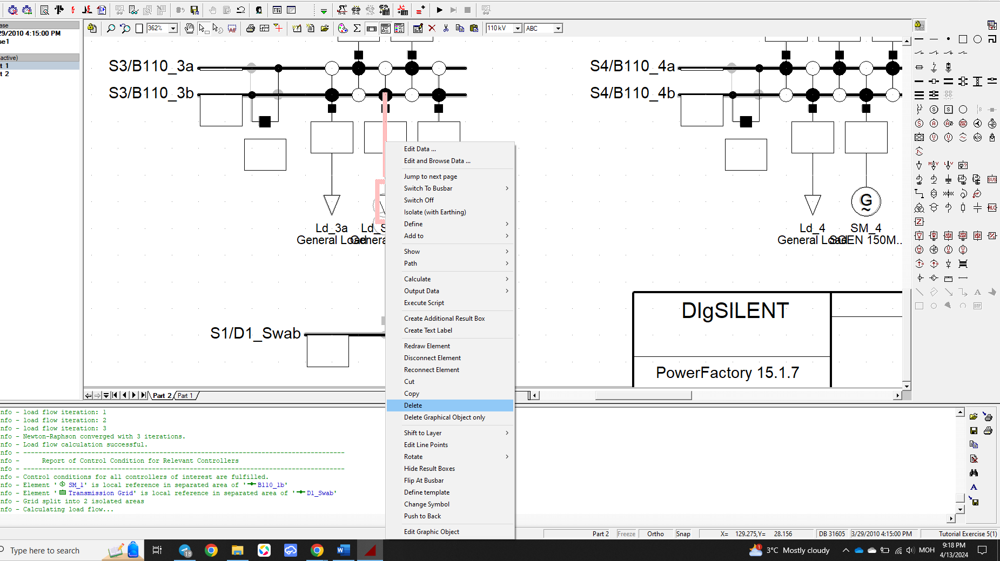 ase
29/2010 4:15:00 PM
se1
active)
t 1
t 2
362%
110 kV
ABC
S3/B110_3a
S4/B110_4a
S3/B110_3b
S4/B110_4b
Edit Data ...
Edit and Browse Data ...
Jump to next page
Switch To Busbar
Switch Off
Isolate (with Earthing)
Define
Add to
Show
Path
Calculate
Output Data
Execute Script
Create Additional Result Box
Create Text Label
Redraw Element
Disconnect Element
Reconnect Element
Cut
Copy
Delete
Delete Graphical Object only
Shift to Layer
Edit Line Points
Rotate
Hide Result Boxes
Flip At Busbar
Define template
Change Symbol
Push to Back
Edit Graphic Object
Ld_3a
General Load
Ld_S
Genera
G
Ld_4
General Load
SM_4
SGEN 150M...
S1/D1_Swab
DIgSILENT
PowerFactory 15.1.7
Part 2
Part 1
nfo - load flow iteration: 1
nfo - load flow iteration: 2
nfo - load flow iteration: 3
nfo - Newton-Raphson converged with 3 iterations.
nfo - Load flow calculation successful.
nfo - --------------------------------------------------------------------------------
nfo - Report of Control Condition for Relevant Controllers
nfo - --------------------------------------------------------------------------------
nfo - Control conditions for all controllers of interest are fulfilled.
nfo - Element ' SM_1' is local reference in separated area of ' B110_1b'
nfo - Element ' Transmission Grid' is local reference in separated area of ' D1_Swab'
nfo - Grid split into 2 isolated areas
nfo - Calculating load flow...
Part 2
Freeze
Ortho
Snap
X= 129.275,Y= 28.156
DB 31605
3/29/2010 4:15:00 PM
Tutorial Exercise 5(1)
Type here to search
18
3°C Mostly cloudy
MOH
9:18 PM
4/13/2024